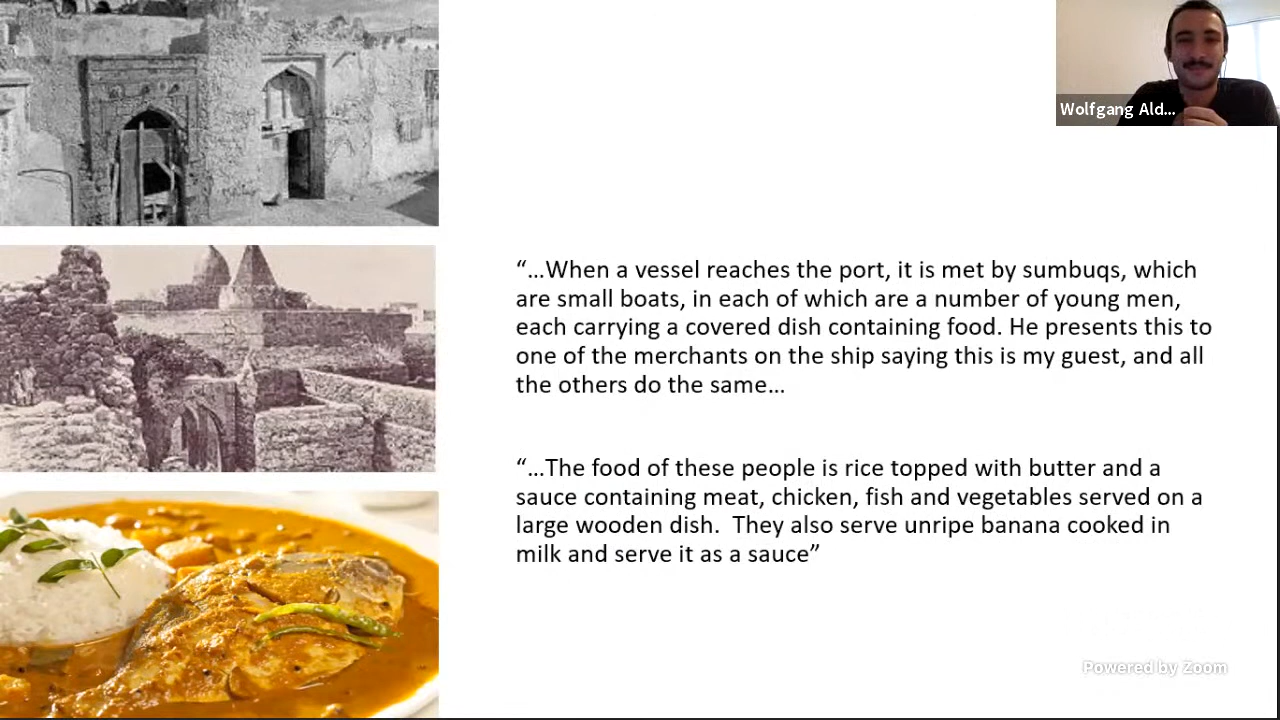 Wolfgang Ald...
“...When a vessel reaches the port, it is met by sumbuqs, which
are small boats, in each of which are a number of young men,
each carrying a covered dish containing food. He presents this to
one of the merchants on the ship saying this is my guest, and all
the others do the same...
“...The food of these people is rice topped with butter and a
sauce containing meat, chicken, fish and vegetables served on a
large wooden dish.  They also serve unripe banana cooked in
milk and serve it as a sauce”
Powered by Zoom